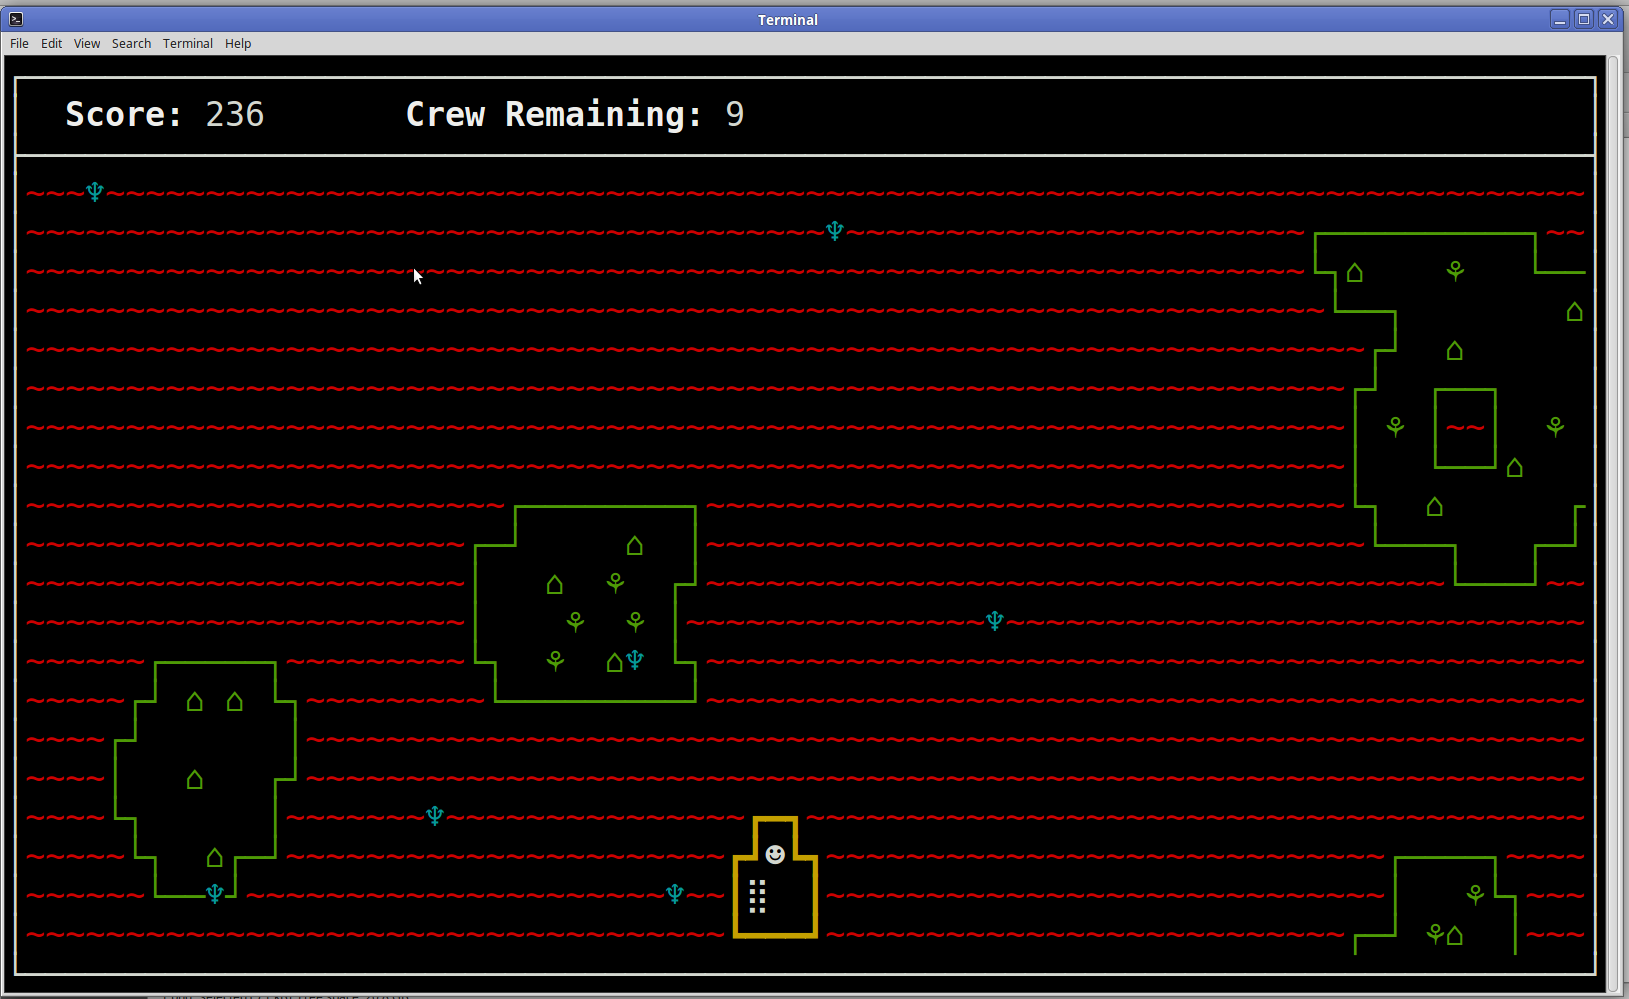 Terminal
File Edit View Search Terminal Help
Score: 236 Crew Remaining: 9